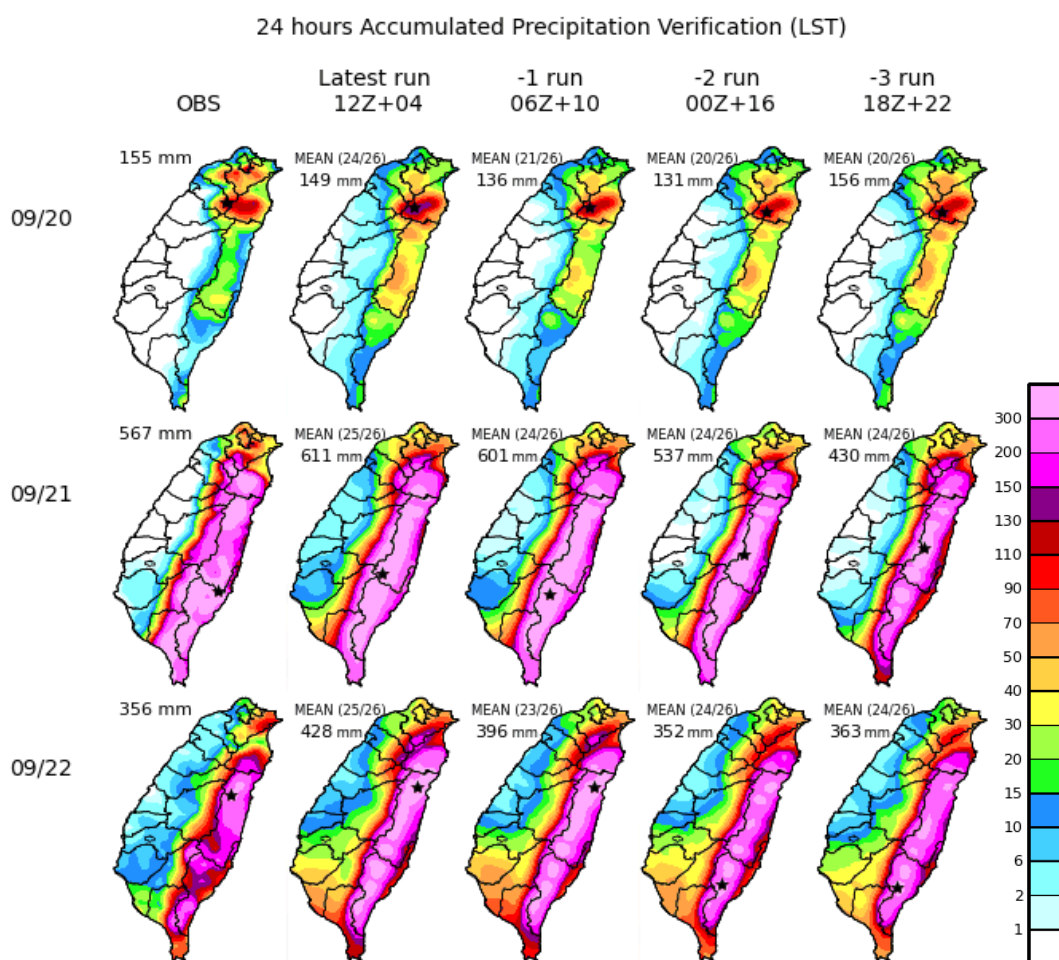 24 hours Accumulated Precipitation Verification (LST)
OBS
Latest run
12Z+04
-1 run
06Z+10
-2 run
00Z+16
-3 run
18Z+22
09/20
155 mm
MEAN (24/26)
149 mm
MEAN (21/26)
136 mm
MEAN (20/26)
131 mm
MEAN (20/26)
156 mm
09/21
567 mm
MEAN (25/26)
611 mm
MEAN (24/26)
601 mm
MEAN (24/26)
537 mm
MEAN (24/26)
430 mm
09/22
356 mm
MEAN (25/26)
428 mm
MEAN (23/26)
396 mm
MEAN (24/26)
352 mm
MEAN (24/26)
363 mm
300
200
150
130
110
90
70
50
40
30
20
15
10
6
2
1